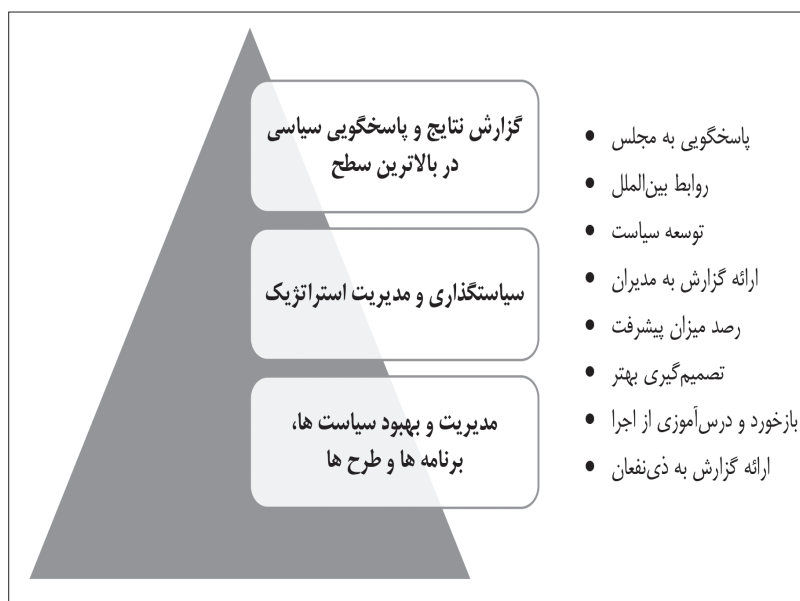 گزارش نتایج و پاسخگویی سیاسی
در بالاترین سطح
سیاستگذاری و مدیریت استراتژیک
مدیریت و بهبود سیاست ها،
برنامه ها و طرح ها
• پاسخگویی به مجلس
• روابط بین‌الملل
• توسعه سیاست
• ارائه گزارش به مدیران
• رصد میزان پیشرفت
• تصمیم‌گیری بهتر
• بازخورد و درس‌آموزی از اجرا
• ارائه گزارش به ذی‌نفعان